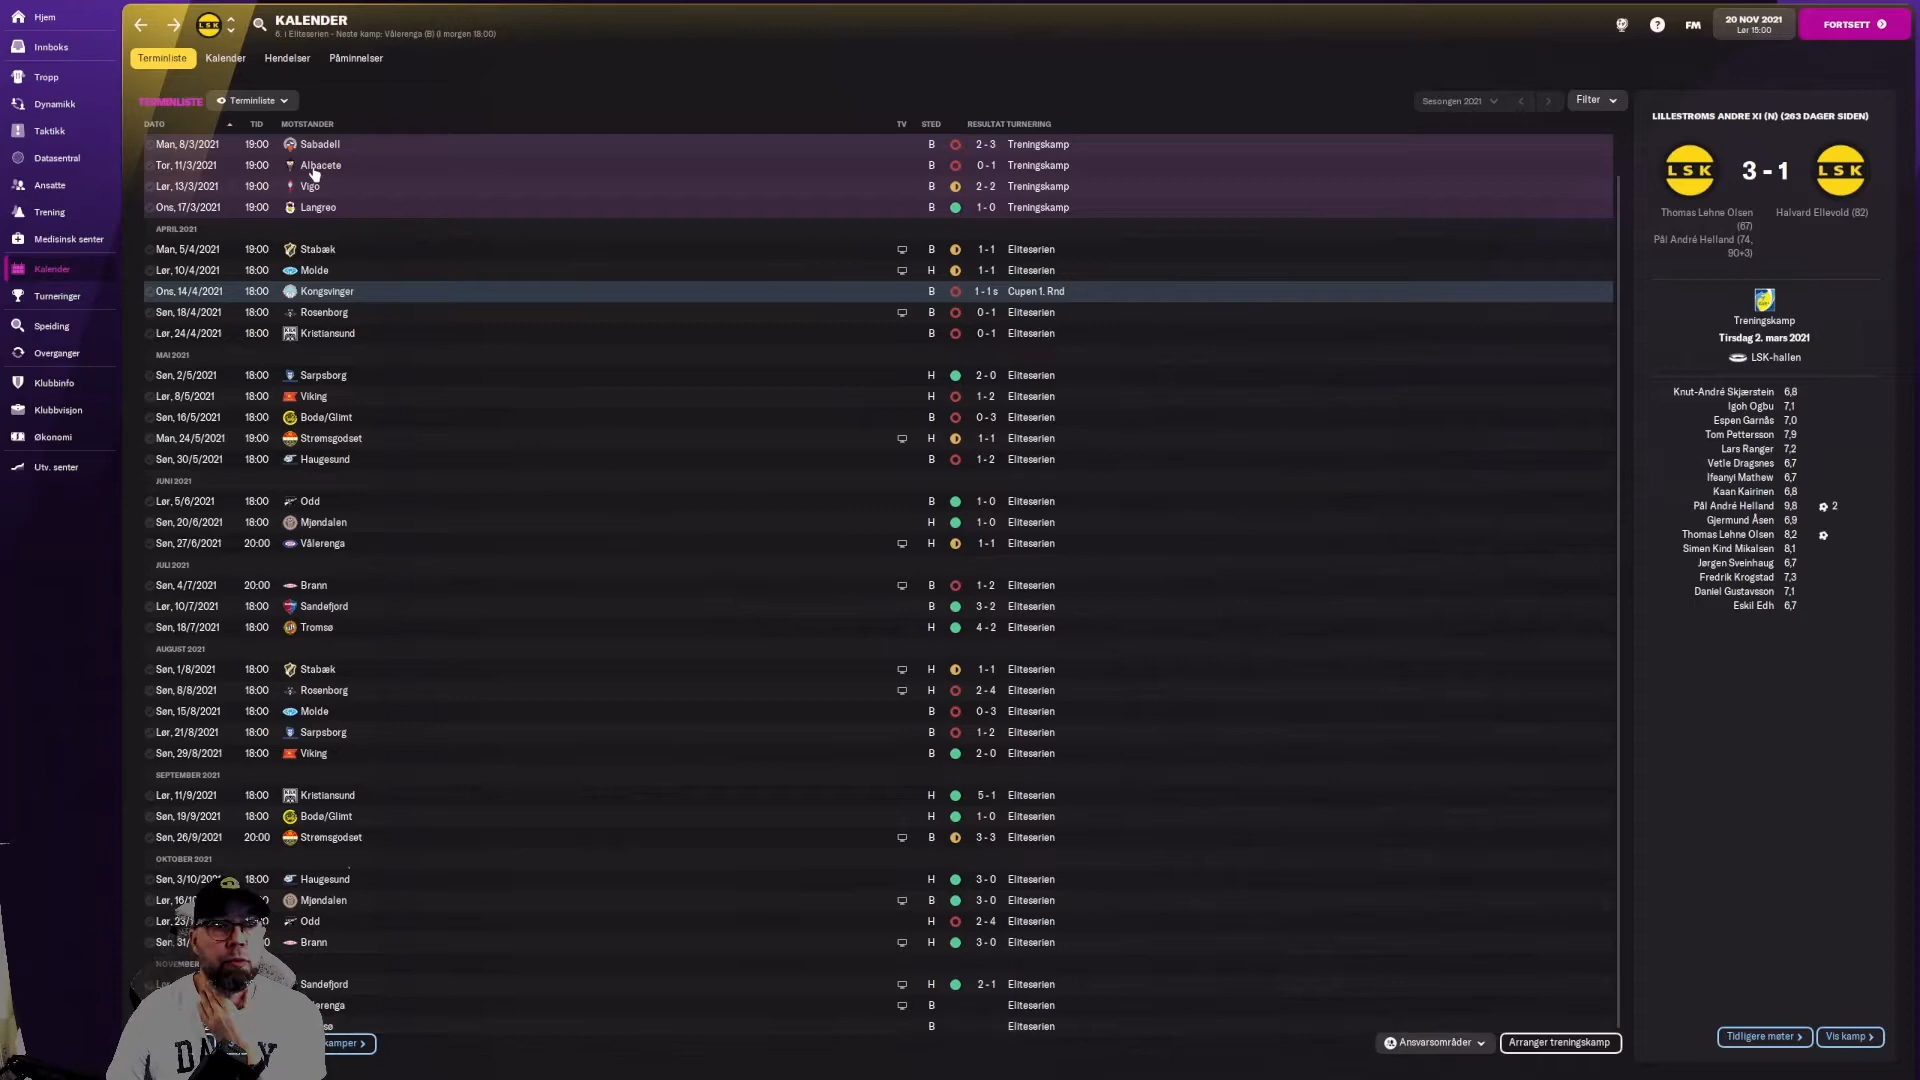 Hjem
Innboks
Tropp
Dynamikk
Taktikk
Datasentral
Ansatte
Trening
Medisinsk senter
Kalender
Turneringer
Speiding
Overganger
Klubbinfo
Klubbvisjon
Økonomi
Utv. senter
LSK
KALENDER
6. i Eliteserien - Neste kamp: Vålerenga (B) (I morgen 18:00)
FM
20 NOV 2021
Lør 15:00
FORTSETT
Terminliste Kalender Hendelser Påminnelser
TERMINLISTE Terminliste
Sesongen 2021 Filter
DATO TID MOTSTANDER TV STED RESULTAT TURNERING
Man, 8/3/2021 19:00 Sabadell B 2 - 3 Treningskamp
Tor, 11/3/2021 19:00 Albacete B 0 - 1 Treningskamp
Lør, 13/3/2021 19:00 Vigo B 2 - 2 Treningskamp
Ons, 17/3/2021 19:00 Langreo B 1 - 0 Treningskamp
APRIL 2021
Man, 5/4/2021 19:00 Stabæk B 1 - 1 Eliteserien
Lør, 10/4/2021 18:00 Molde H 1 - 1 Eliteserien
Ons, 14/4/2021 18:00 Kongsvinger B 1 - 1 s Cupen 1. Rnd
Søn, 18/4/2021 18:00 Rosenborg B 0 - 1 Eliteserien
Lør, 24/4/2021 18:00 Kristiansund B 0 - 1 Eliteserien
MAI 2021
Søn, 2/5/2021 18:00 Sarpsborg H 2 - 0 Eliteserien
Lør, 8/5/2021 18:00 Viking H 1 - 2 Eliteserien
Søn, 16/5/2021 18:00 Bodø/Glimt B 0 - 3 Eliteserien
Man, 24/5/2021 19:00 Strømsgodset H 1 - 1 Eliteserien
Søn, 30/5/2021 18:00 Haugesund B 1 - 2 Eliteserien
JUNI 2021
Lør, 5/6/2021 18:00 Odd B 1 - 0 Eliteserien
Søn, 20/6/2021 18:00 Mjøndalen H 1 - 0 Eliteserien
Søn, 27/6/2021 20:00 Vålerenga H 1 - 1 Eliteserien
JULI 2021
Søn, 4/7/2021 20:00 Brann B 1 - 2 Eliteserien
Lør, 10/7/2021 18:00 Sandefjord B 3 - 2 Eliteserien
Søn, 18/7/2021 18:00 Tromsø H 4 - 2 Eliteserien
AUGUST 2021
Søn, 1/8/2021 18:00 Stabæk H 1 - 1 Eliteserien
Søn, 8/8/2021 18:00 Rosenborg H 2 - 4 Eliteserien
Søn, 15/8/2021 18:00 Molde B 0 - 3 Eliteserien
Lør, 21/8/2021 18:00 Sarpsborg B 1 - 2 Eliteserien
Søn, 29/8/2021 18:00 Viking B 2 - 0 Eliteserien
SEPTEMBER 2021
Lør, 11/9/2021 18:00 Kristiansund H 5 - 1 Eliteserien
Søn, 19/9/2021 18:00 Bodø/Glimt H 1 - 0 Eliteserien
Søn, 26/9/2021 20:00 Strømsgodset B 3 - 3 Eliteserien
OKTOBER 2021
Søn, 3/10/20 18:00 Haugesund H 3 - 0 Eliteserien
Lør, 16/1 Mjøndalen B 3 - 0 Eliteserien
Lør, 23/ Odd H 2 - 4 Eliteserien
Søn, 31/ Brann H 3 - 0 Eliteserien
NOVEMBER
Sandefjord H 2 - 1 Eliteserien
erenga B Eliteserien
sø B Eliteserien
kamper
Ansvarsområder Arranger treningskamp
LILLESTRØMS ANDRE XI (N) (263 DAGER SIDEN)
LSK 3 - 1 LSK
Thomas Lehne Olsen (67)
Pål André Helland (74, 90+3)
Halvard Ellevold (82)
Treningskamp
Tirsdag 2. mars 2021
LSK-hallen
Knut-André Skjærstein 6,8
Igoh Ogbu 7,1
Espen Garnås 7,0
Tom Pettersson 7,9
Lars Ranger 7,2
Vetle Dragsnes 6,7
Ifeanyi Mathew 6,7
Kaan Kairinen 6,8
Pål André Helland 9,8 2
Gjermund Åsen 6,9
Thomas Lehne Olsen 8,2
Simen Kind Mikalsen 8,1
Jørgen Sveinhaug 6,7
Fredrik Krogstad 7,3
Daniel Gustavsson 7,1
Eskil Edh 6,7
Tidligere møter Vis kamp